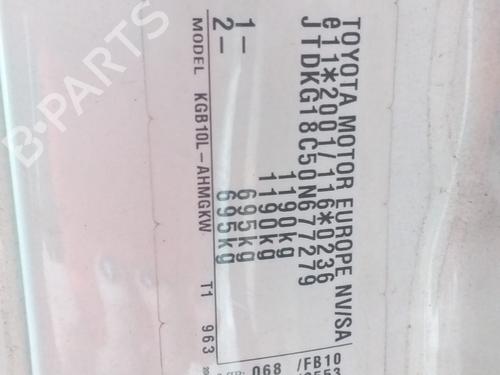 TOYOTA MOTOR EUROPE NV/SA
e11*2001/116*0236
JTDKG18C50N677279
1190kg
1190kg
1- 695kg
2- 695kg
MODEL KGB10L-AHMGKW T1 963
068 /FB10
B-PARTS